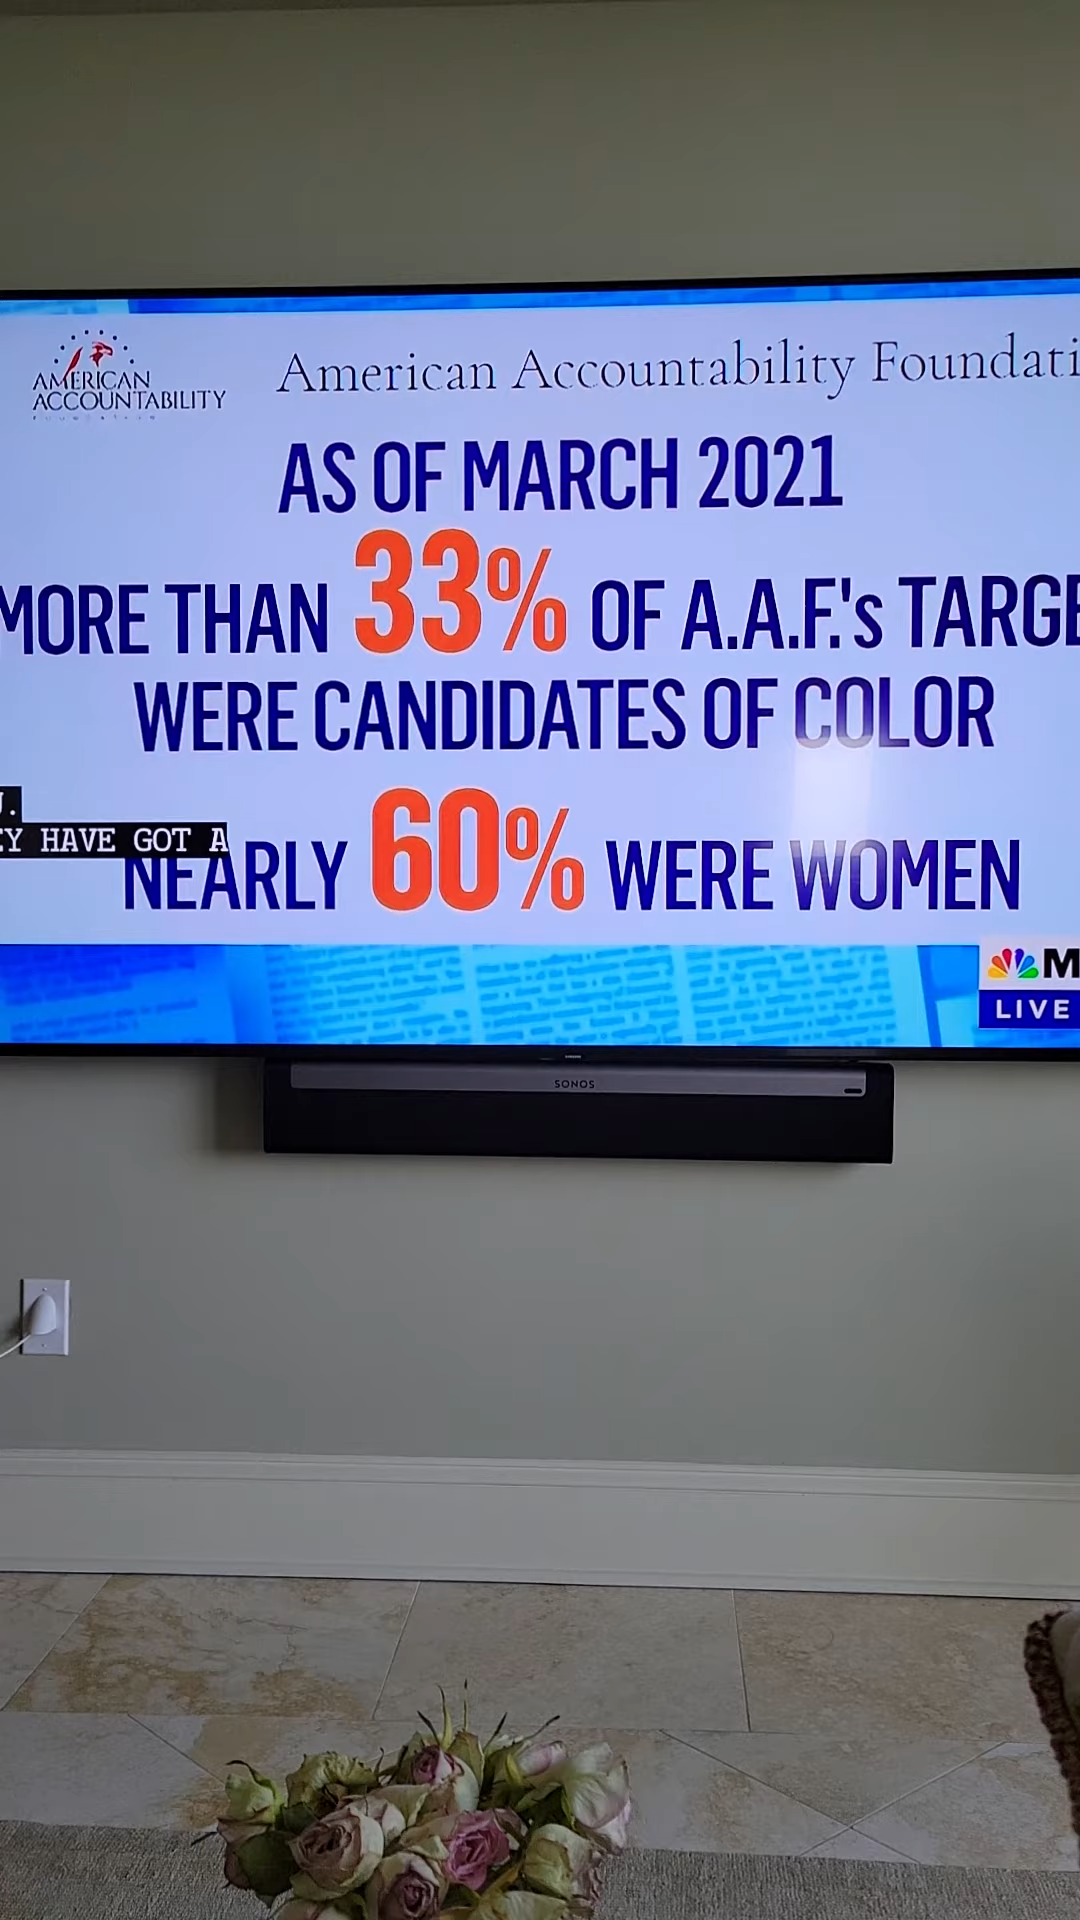 AMERICAN
ACCOUNTABILITY
American Accountability Foundati
AS OF MARCH 2021
MORE THAN 33% OF A.A.F.'s TARGE
WERE CANDIDATES OF COLOR
EY HAVE GOT A
NEARLY 60% WERE WOMEN
M
LIVE
SONOS